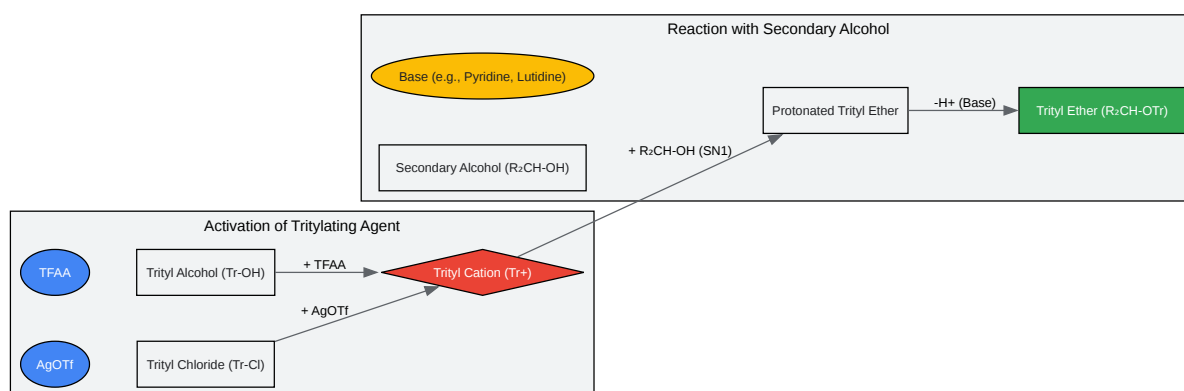 Reaction with Secondary Alcohol
Base (e.g., Pyridine, Lutidine)
Protonated Trityl Ether
-H+ (Base)
Trityl Ether (R₂CH-OTr)
+ R₂CH-OH (SN1)
Secondary Alcohol (R₂CH-OH)
Activation of Tritylating Agent
TFAA
Trityl Alcohol (Tr-OH)
+ TFAA
Trityl Cation (Tr+)
+ AgOTf
AgOTf
Trityl Chloride (Tr-Cl)